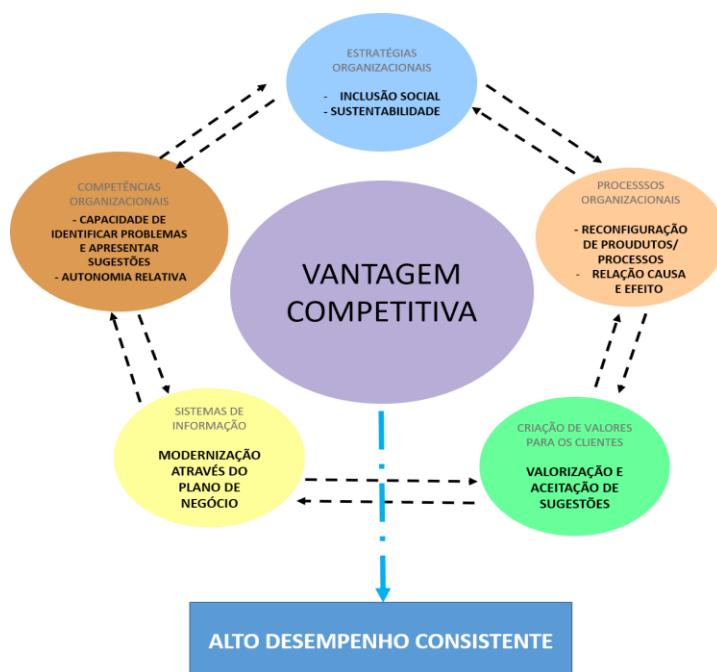 ESTRATÉGIAS
ORGANIZACIONAIS
- INCLUSÃO SOCIAL
- SUSTENTABILIDADE
COMPETÊNCIAS
ORGANIZACIONAIS
- CAPACIDADE DE
IDENTIFICAR PROBLEMAS
E APRESENTAR
SUGESTÕES
- AUTONOMIA RELATIVA
PROCESSSOS
ORGANIZACIONAIS
- RECONFIGURAÇÃO
DE PROUDUTOS/
PROCESSOS
- RELAÇÃO CAUSA
E EFEITO
VANTAGEM
COMPETITIVA
SISTEMAS DE
INFORMAÇÃO
MODERNIZAÇÃO
ATRAVÉS DO
PLANO DE
NEGÓCIO
CRIAÇÃO DE VALORES
PARA OS CLIENTES
VALORIZAÇÃO E
ACEITAÇÃO DE
SUGESTÕES
ALTO DESEMPENHO CONSISTENTE